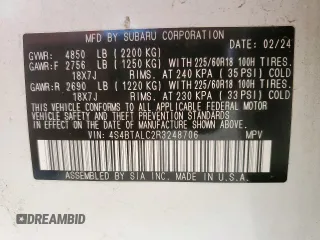 MFD BY SUBARU CORPORATION DATE: 02/24
GVWR: 4850 LB (2200 KG)
GAWR:F 2756 LB (1250 KG) WITH 225/60R18 100H TIRES.
18X7J RIMS. AT 240 KPA (35PSI) COLD
GAWR:R 2690 LB (1220 KG) WITH 225/60R18 100H TIRES.
18X7J RIMS. AT 230 KPA (33PSI) COLD
THIS VEHICLE CONFORMS TO ALL APPLICABLE FEDERAL MOTOR
VEHICLE SAFETY, BUMPER, AND THEFT PREVENTION STANDARDS
IN EFFECT ON THE DATE OF MANUFACTURE SHOWN ABOVE.
VIN: 4S4BTALC2R3248706 MPV
ASSEMBLED BY SIA INC. MADE IN U.S.A.
DREAMBID